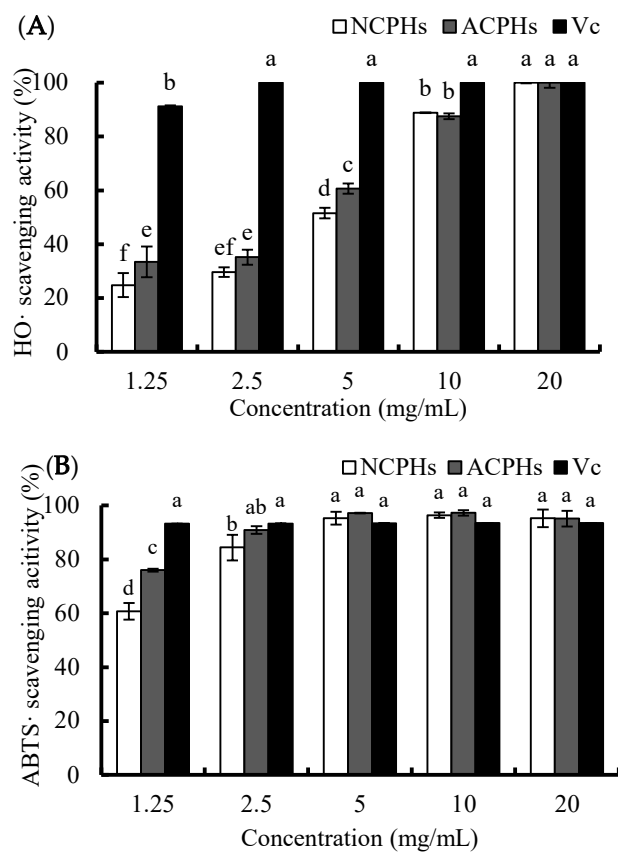 (A)
NCPHs ACPHs Vc
HO· scavenging activity (%)
100
80
60
40
20
0
f e b
ef e a
d c a
b b a
a a a
1.25 2.5 5 10 20
Concentration (mg/mL)
(B)
NCPHs ACPHs Vc
ABTS· scavenging acitivity (%)
100
80
60
40
20
0
d c a
b ab a
a a a
a a a
a a a
1.25 2.5 5 10 20
Concentration (mg/mL)